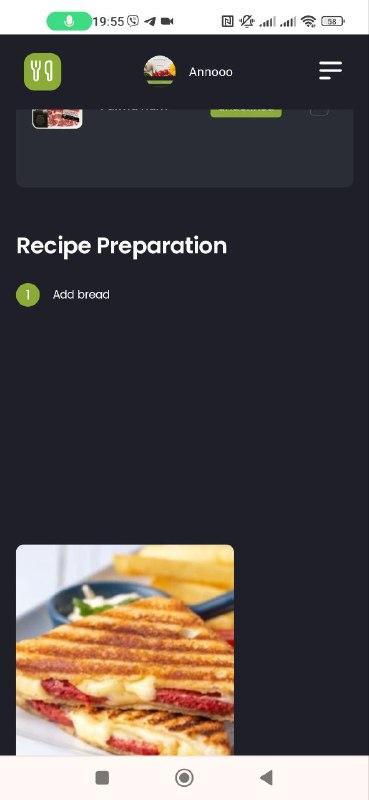 19:55
58
Annooo
Recipe Preparation
1 Add bread